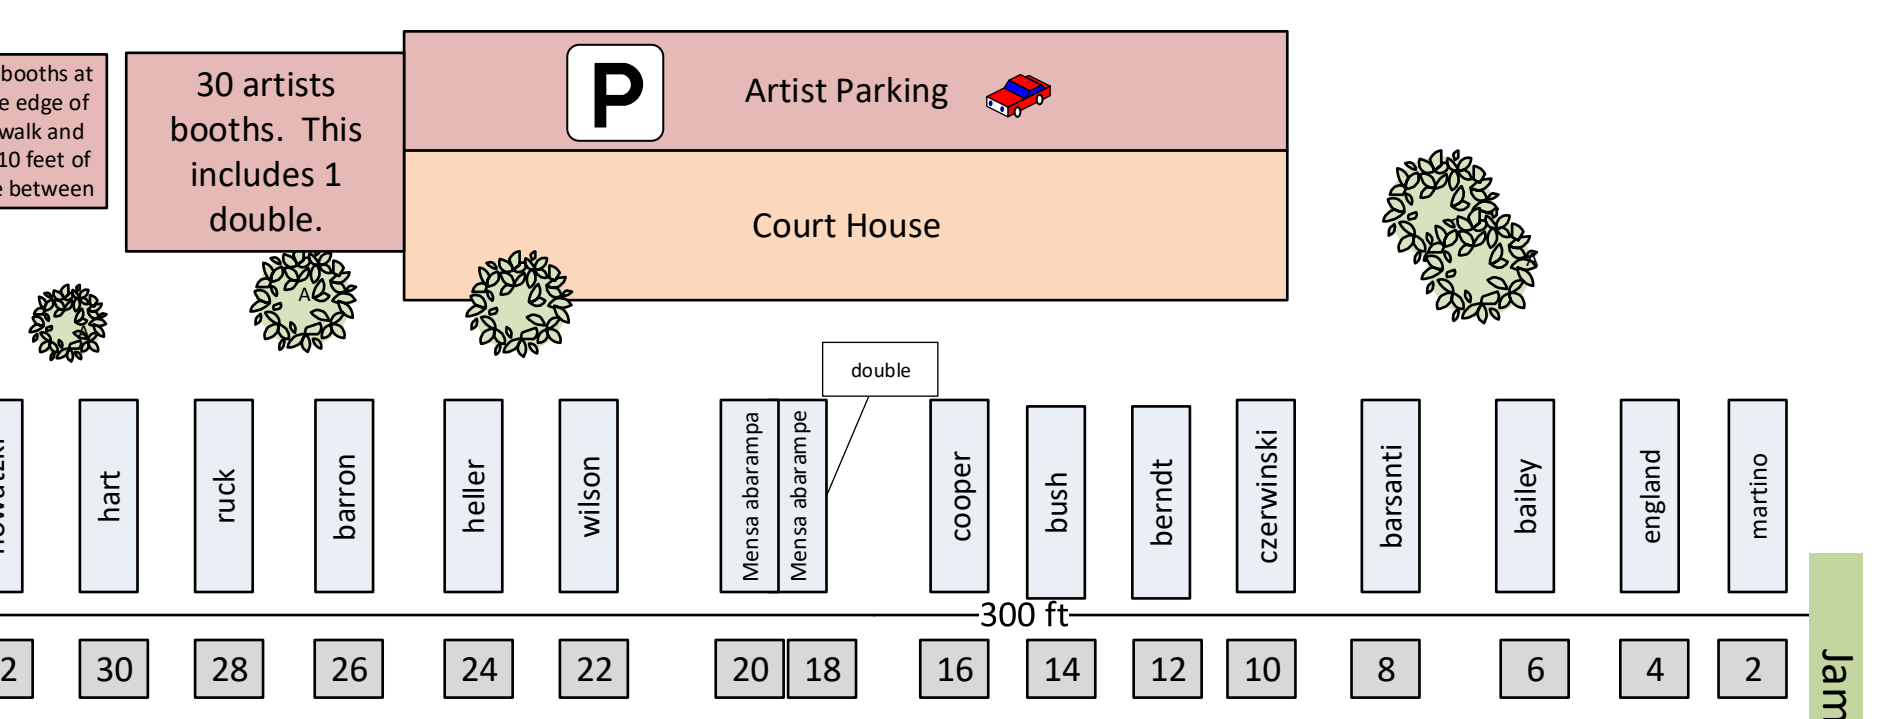 booths at
edge of
walk and
10 feet of
between
30 artists
booths. This
includes 1
double.
P
Artist Parking
Court House
A
double
hart
ruck
barron
heller
wilson
Mensa abarampa
Mensa abarampe
cooper
bush
berndt
czerwinski
barsanti
bailey
england
martino
300 ft
2
30
28
26
24
22
20
18
16
14
12
10
8
6
4
2
Jam